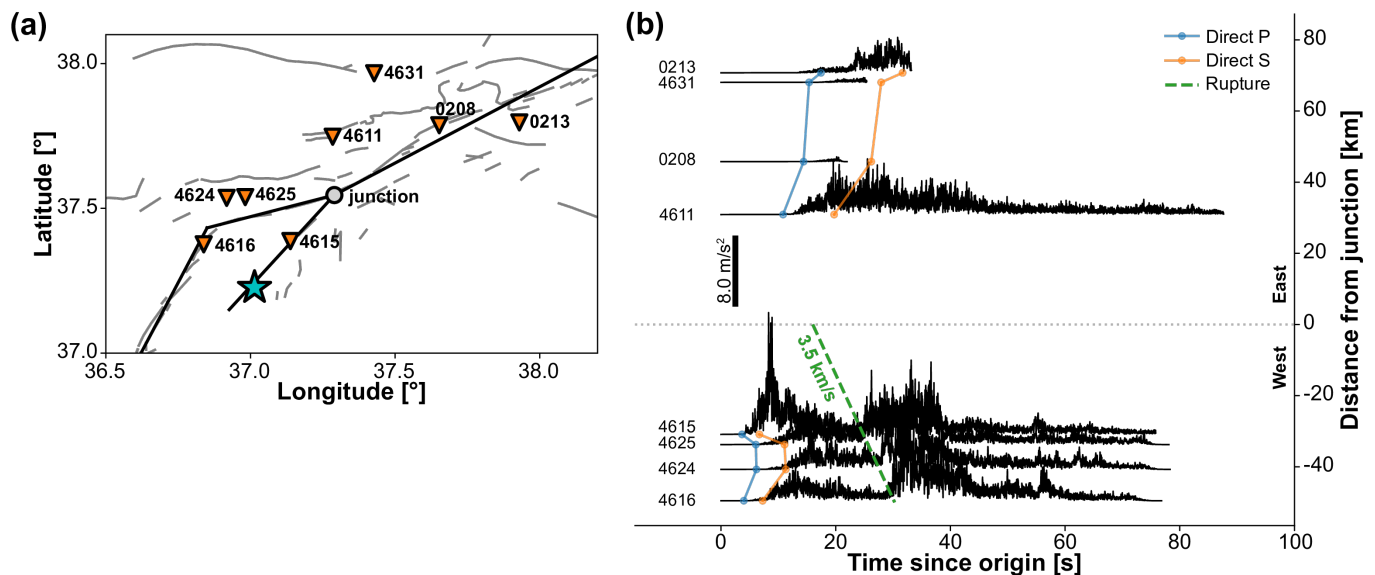 (a)
38.0
37.5
37.0
Latitude [°]
4631
0208
0213
4611
4624
4625
junction
4616
4615
36.5
37.0
37.5
38.0
Longitude [°]
(b)
Direct P
Direct S
Rupture
0213
4631
0208
4611
8.0 m/s²
3.5 km/s
4615
4625
4624
4616
East
West
80
60
40
20
0
-20
-40
Distance from junction [km]
0
20
40
60
80
100
Time since origin [s]